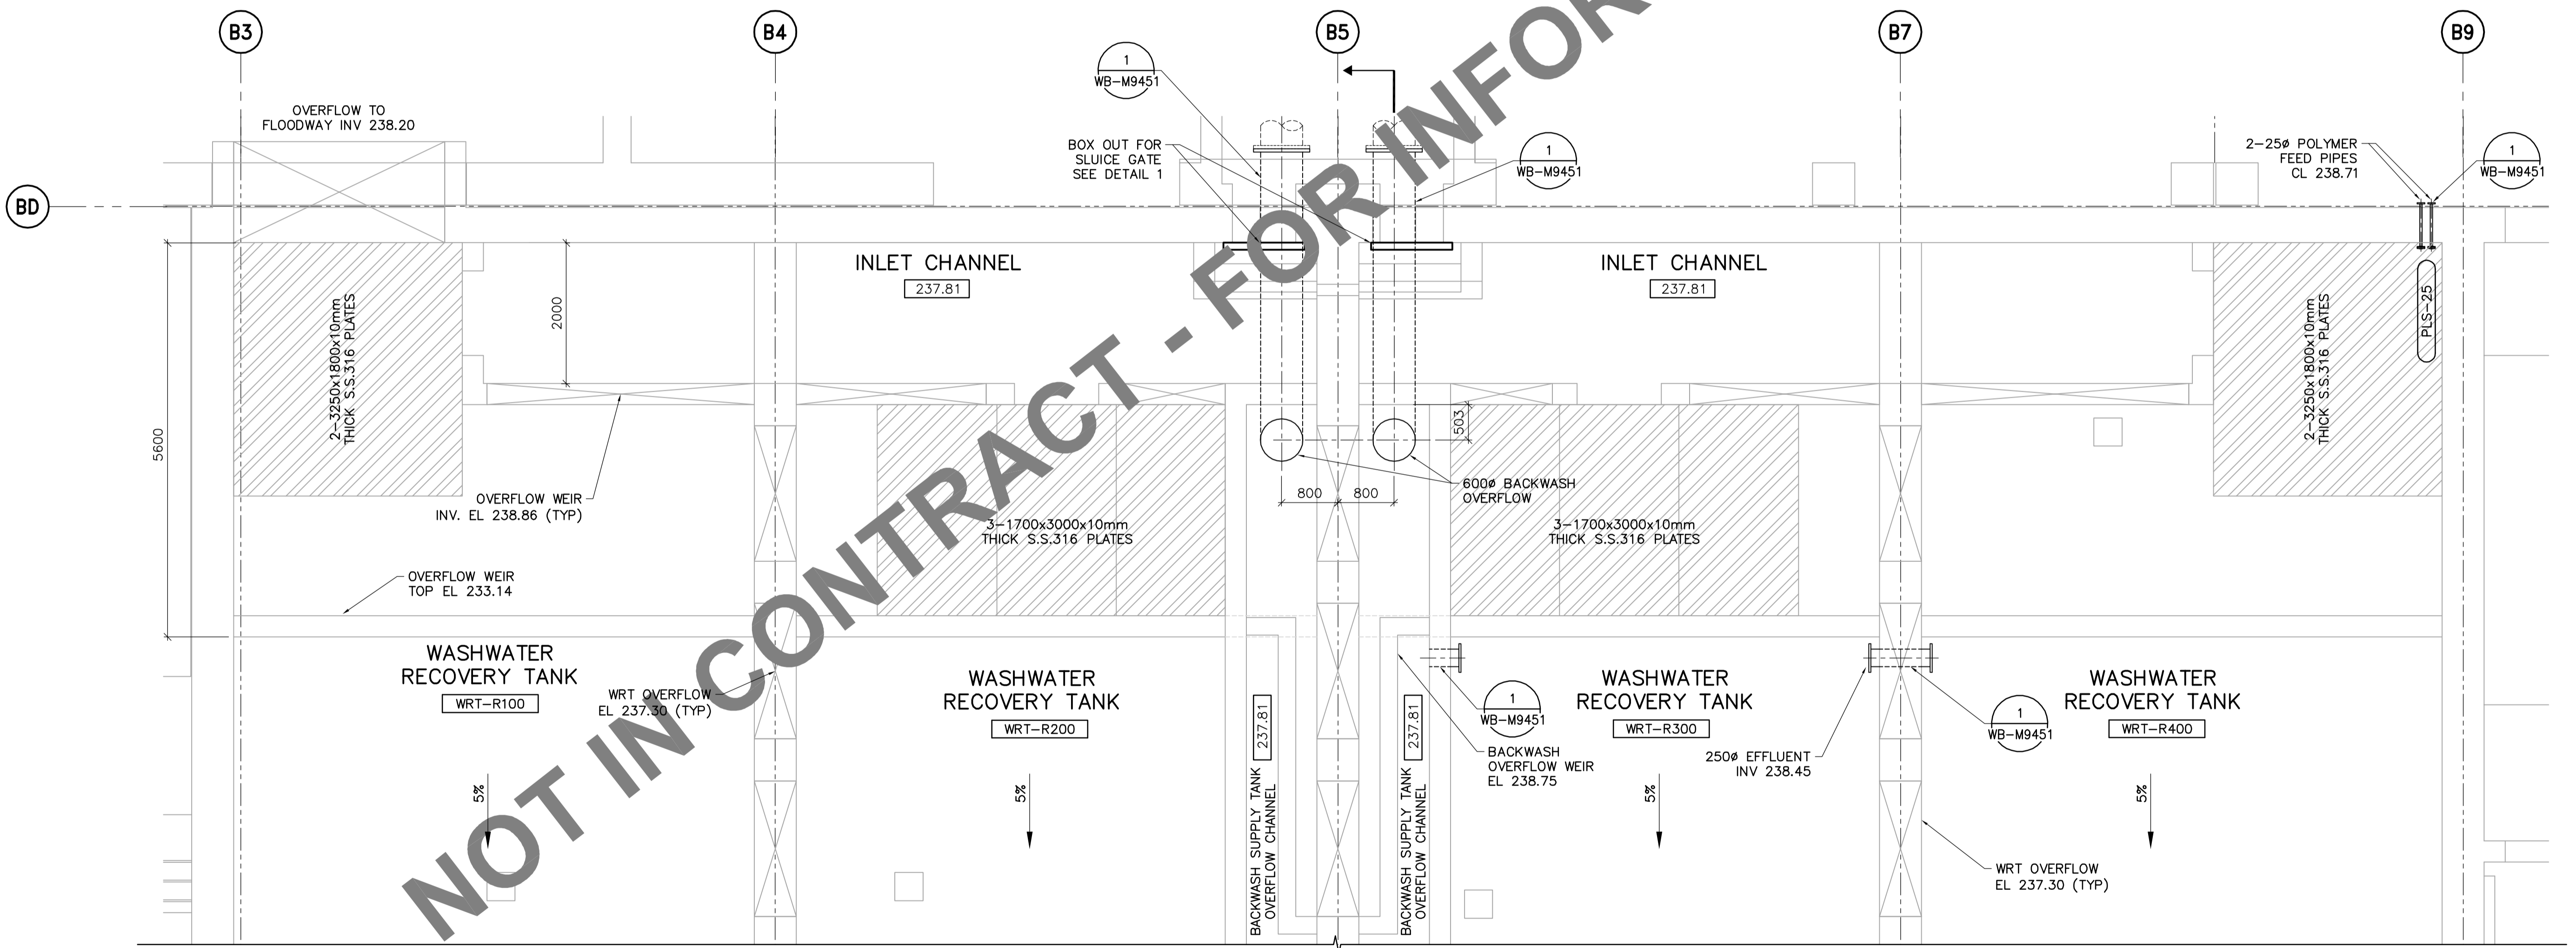 B3
B4
B5
B7
B9
BD
OVERFLOW TO
FLOODWAY INV 238.20
1
WB-M9451
BOX OUT FOR
SLUICE GATE
SEE DETAIL 1
1
WB-M9451
2-25ø POLYMER
FEED PIPES
CL 238.71
1
WB-M9451
INLET CHANNEL
237.81
INLET CHANNEL
237.81
PLS-25
2-3250x1800x10mm
THICK S.S.316 PLATES
2000
5600
2-3250x1800x10mm
THICK S.S.316 PLATES
503
OVERFLOW WEIR
INV. EL 238.86 (TYP)
800
800
600ø BACKWASH
OVERFLOW
3-1700x3000x10mm
THICK S.S.316 PLATES
3-1700x3000x10mm
THICK S.S.316 PLATES
OVERFLOW WEIR
TOP EL 233.14
WASHWATER
RECOVERY TANK
WRT-R100
WRT OVERFLOW
EL 237.30 (TYP)
WASHWATER
RECOVERY TANK
WRT-R200
BACKWASH SUPPLY TANK
OVERFLOW CHANNEL
237.81
BACKWASH SUPPLY TANK
OVERFLOW CHANNEL
237.81
1
WB-M9451
BACKWASH
OVERFLOW WEIR
EL 238.75
WASHWATER
RECOVERY TANK
WRT-R300
250ø EFFLUENT
INV 238.45
1
WB-M9451
WASHWATER
RECOVERY TANK
WRT-R400
5%
5%
5%
5%
WRT OVERFLOW
EL 237.30 (TYP)
NOT IN CONTRACT - FOR INFOR